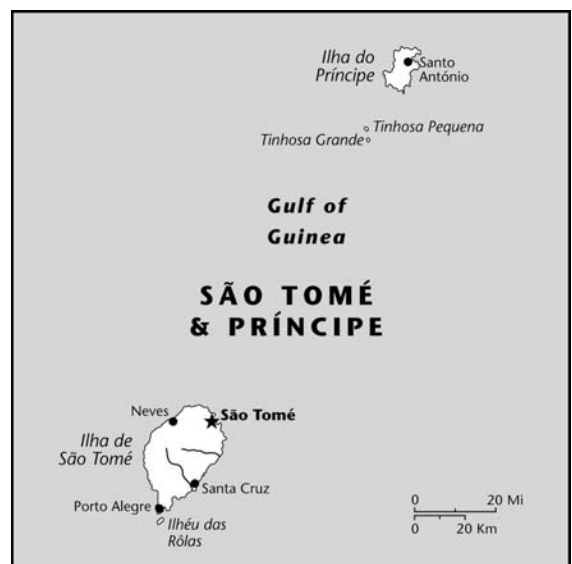 Ilha do
Príncipe
Santo
António
Tinhosa Pequena
Tinhosa Grande
Gulf of
Guinea
SÃO TOMÉ
& PRÍNCIPE
Neves
São Tomé
Ilha de
São Tomé
Santa Cruz
Porto Alegre
Ilhéu das
Rôlas
0 20 Mi
0 20 Km